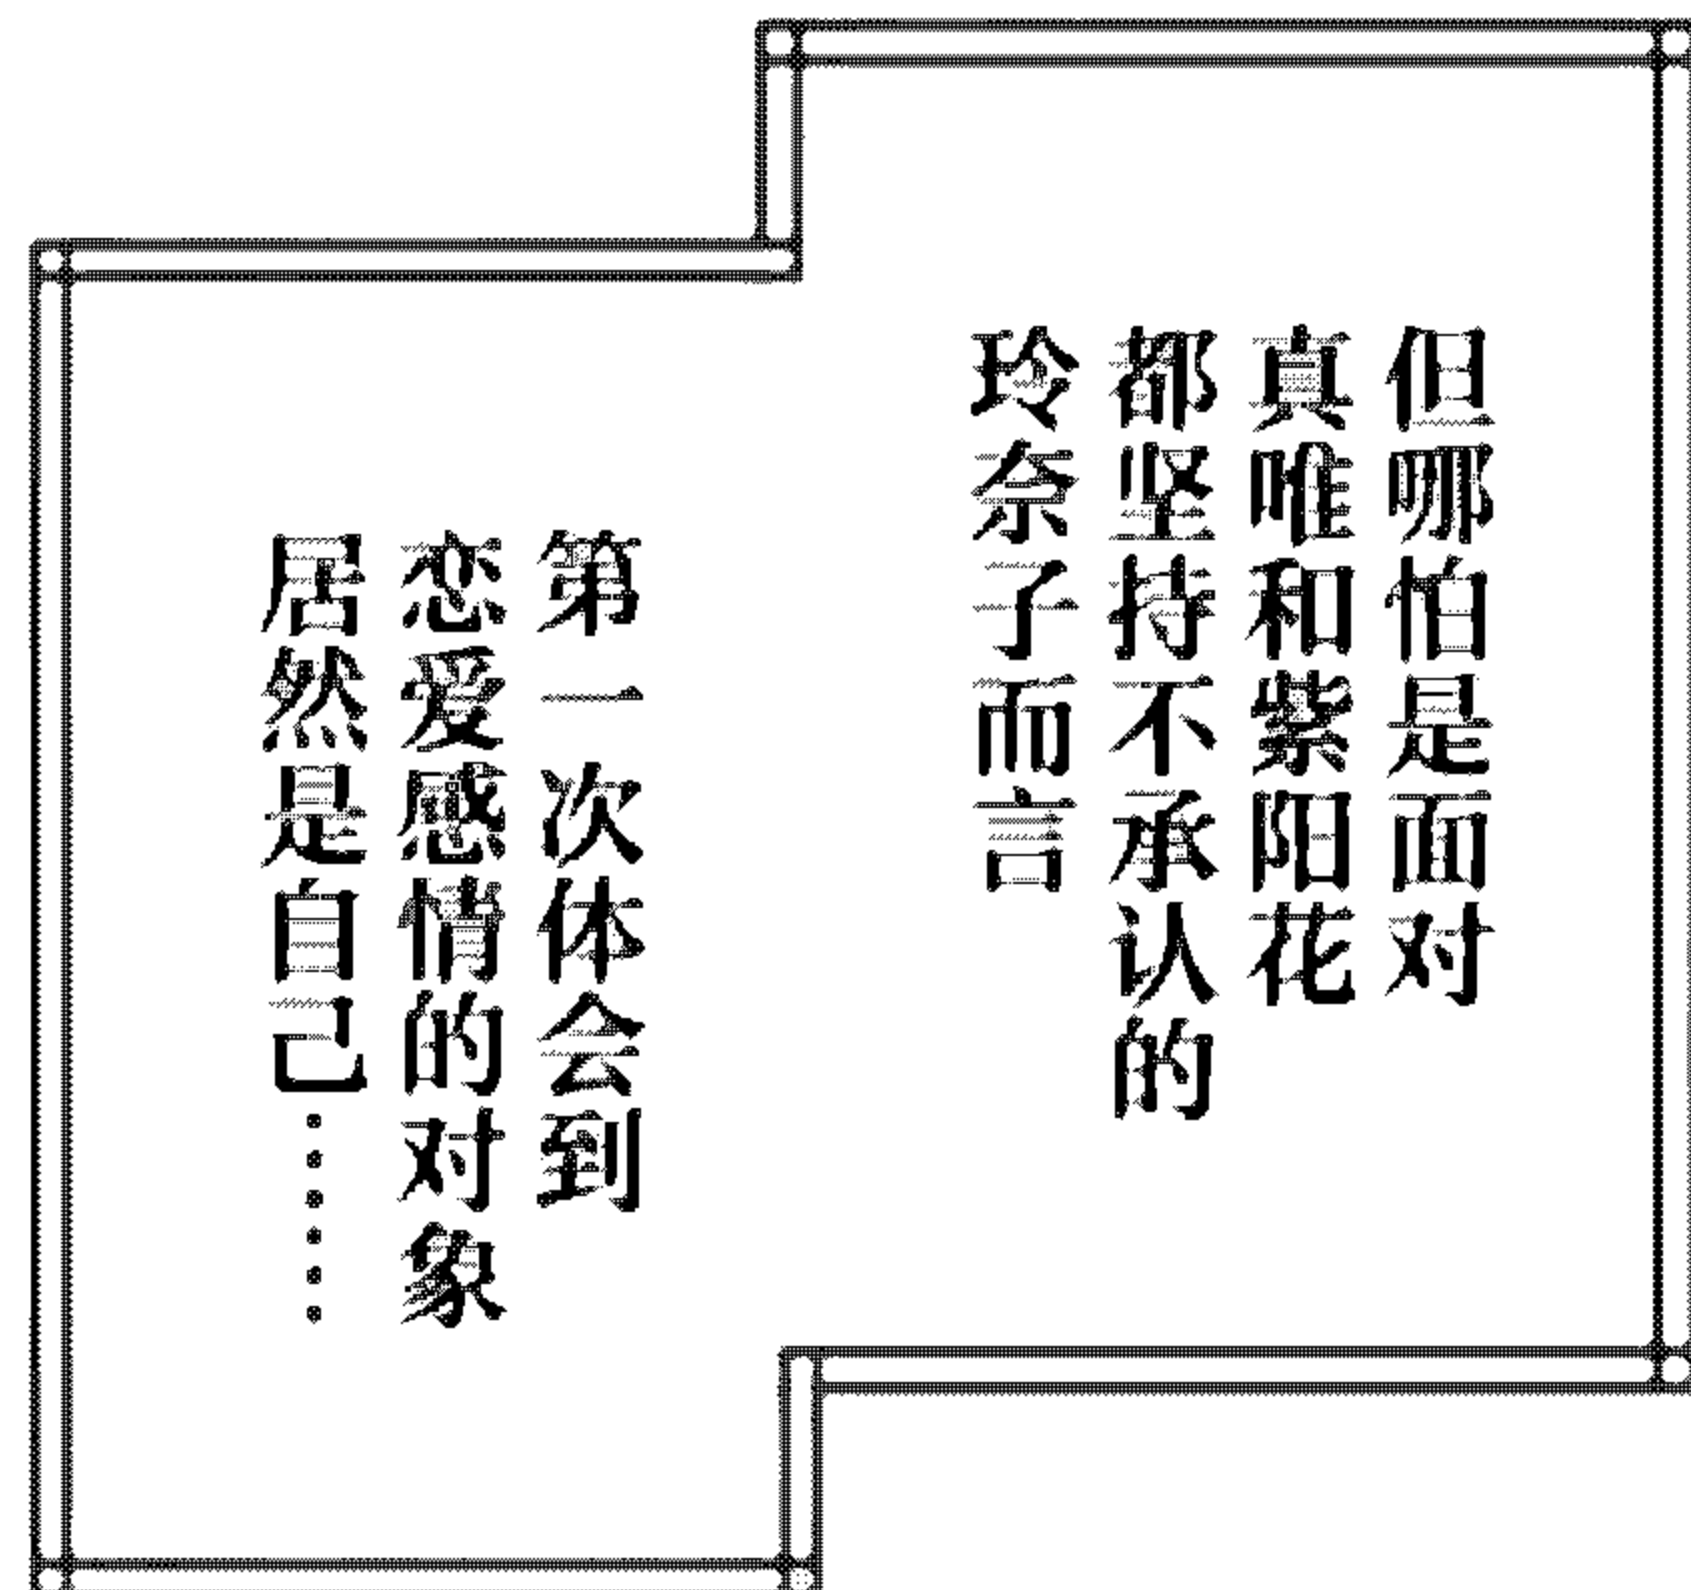 但哪怕是面对
真唯和紫阳花
都坚持不承认的
玲奈子而言
第一次体会到
恋爱感情的对象
居然是自己……